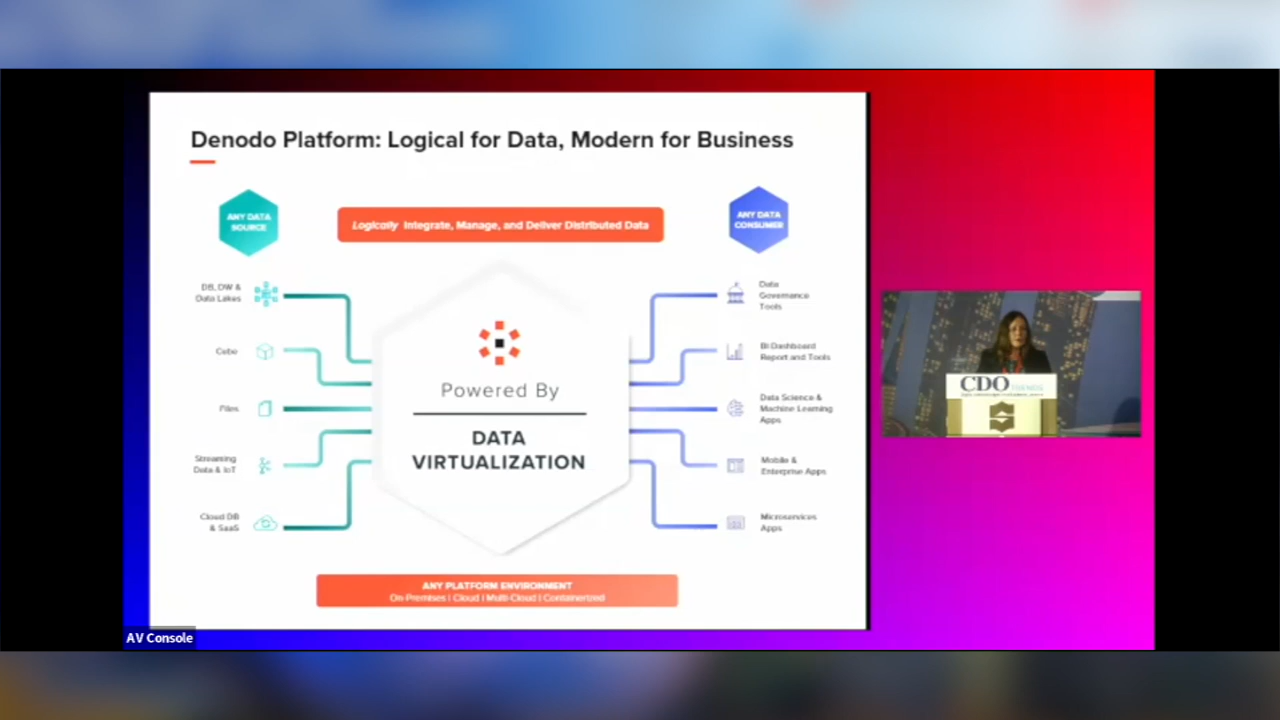 Denodo Platform: Logical for Data, Modern for Business
ANY DATA
SOURCE
Logically Integrate, Manage, and Deliver Distributed Data
ANY DATA
CONSUMER
DB, DW &
Data Lakes
Cube
Files
Streaming
Data & IoT
Cloud DB
& SaaS
Powered By
DATA
VIRTUALIZATION
Data
Governance
Tools
BI Dashboard
Report and Tools
Data Science &
Machine Learning
Apps
Mobile &
Enterprise Apps
Microservices
Apps
ANY PLATFORM ENVIRONMENT
On-Premises | Cloud | Multi-Cloud | Containerized
CDO
AV Console